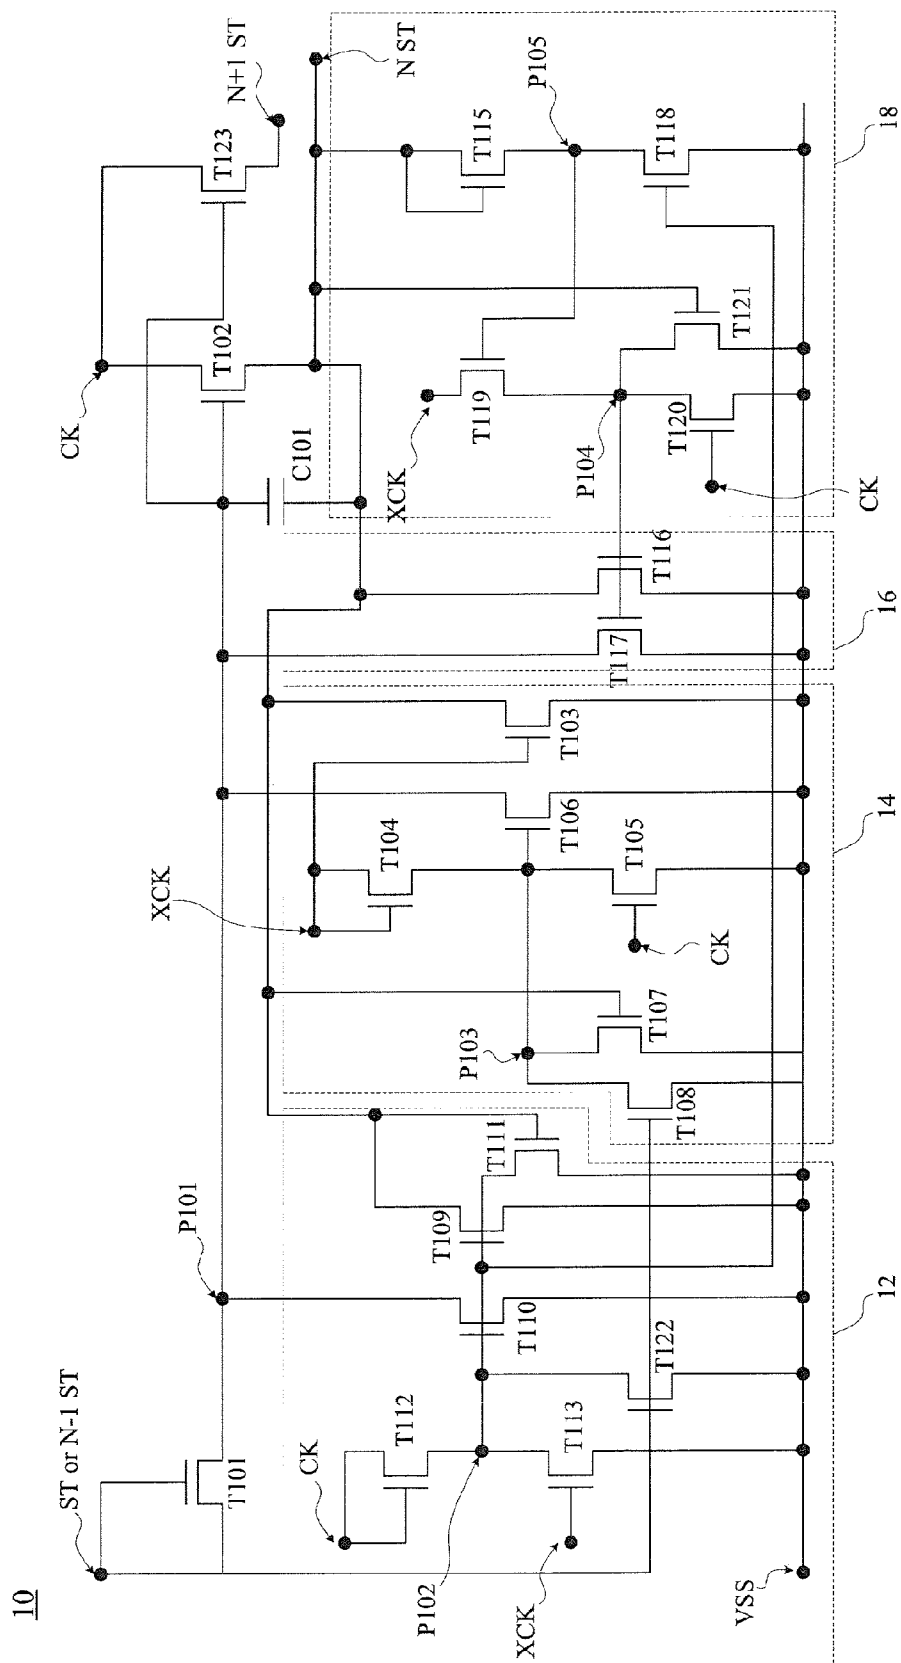 10
ST or N-1 ST
T101
P101
CK
T102
T123
N+1 ST
N ST
C101
CK
T112
P102
XCK
T113
T122
T110
T109
T111
P103
T108
T107
XCK
T104
CK
T105
T106
T103
T117
T116
XCK
T119
P104
T120
CK
T121
T115
P105
T118
VSS
12
14
16
18